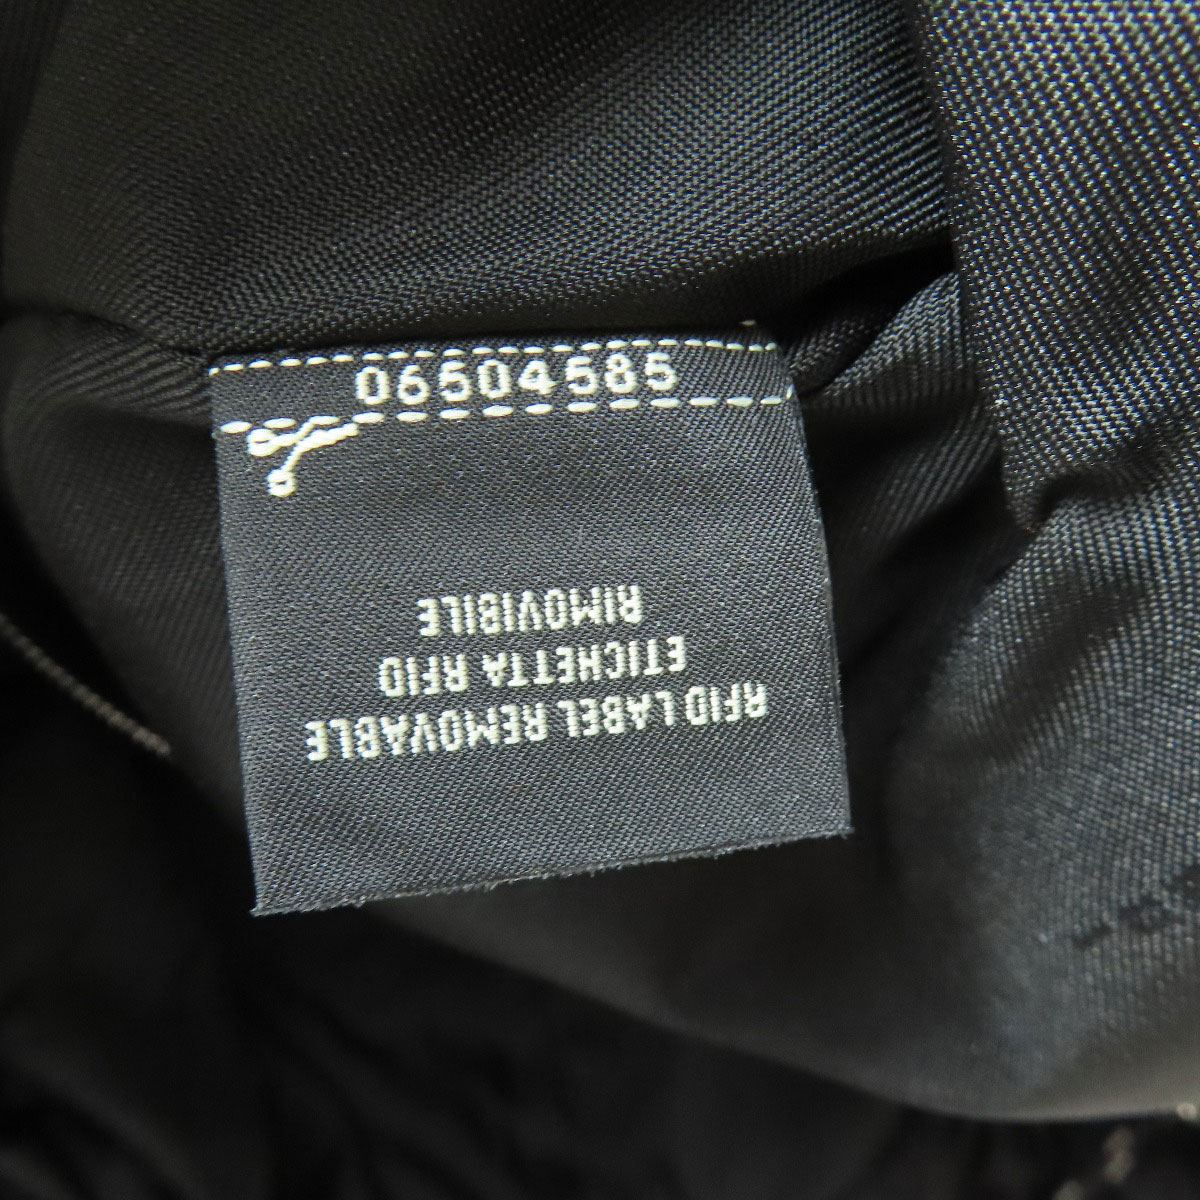 06504585
RFID LABEL REMOVABLE
ETICHETTA RFID
RIMOVIBILE